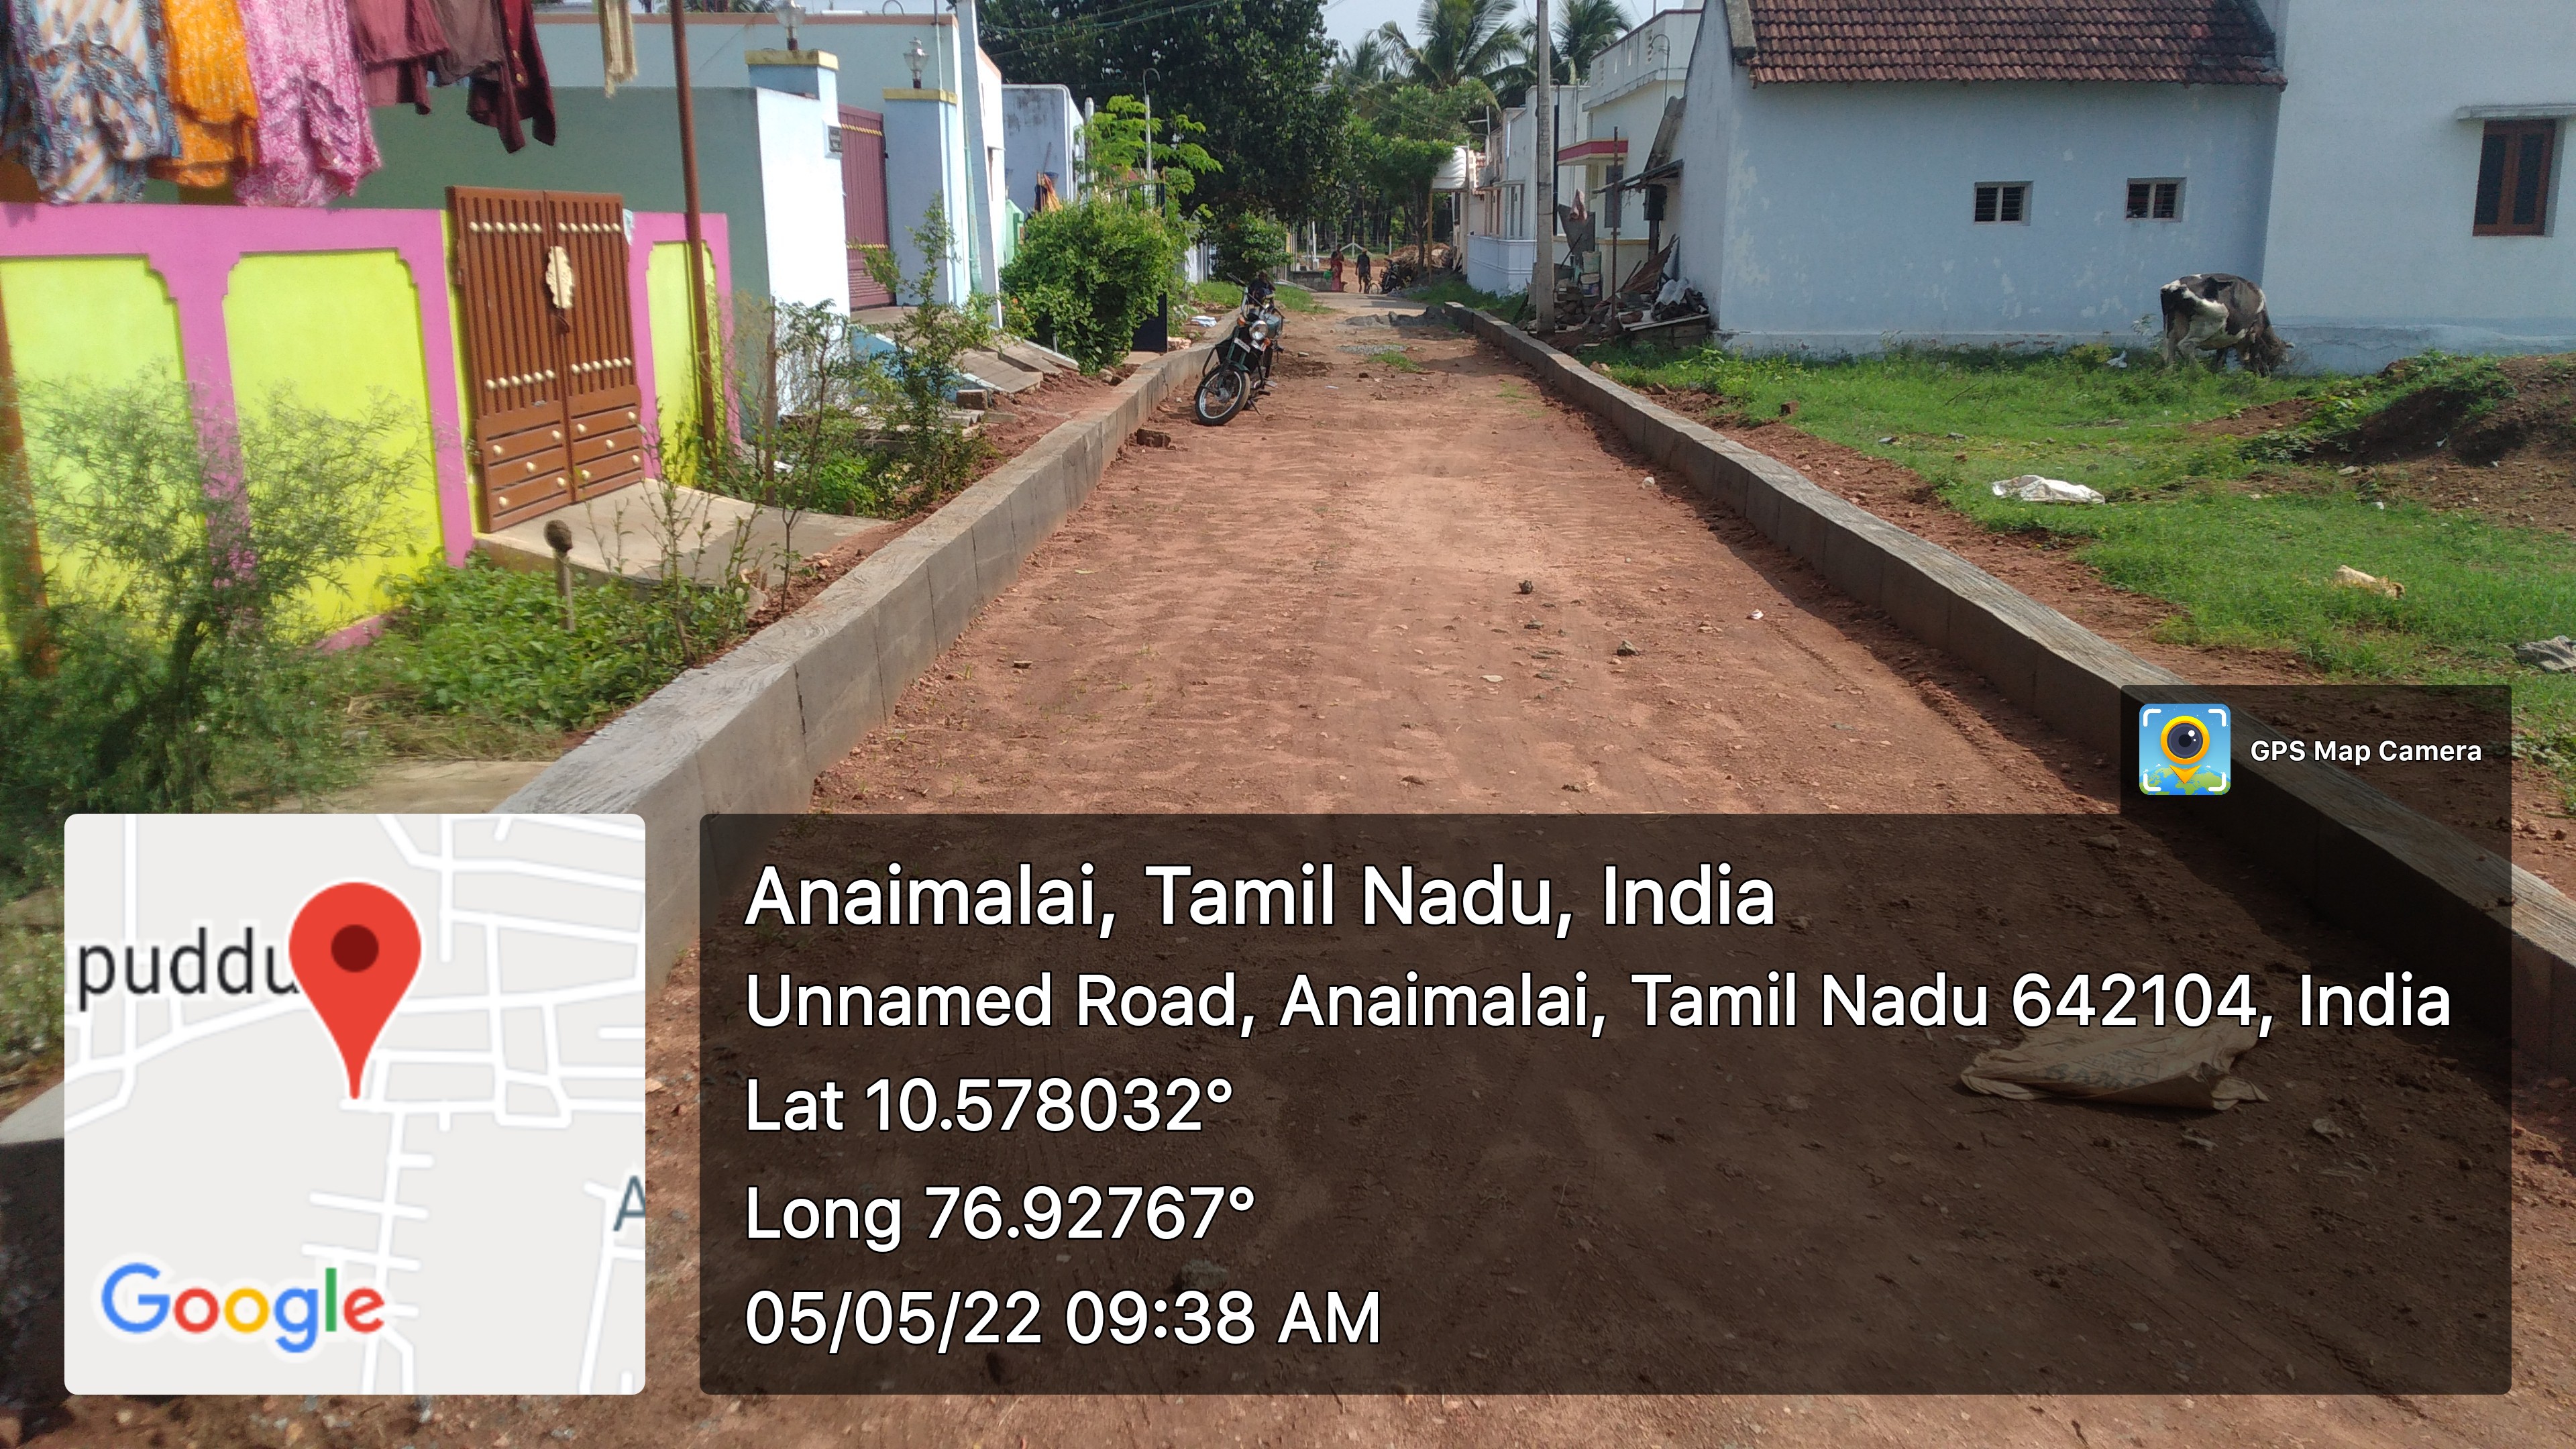 GPS Map Camera
puddu
A
Google
Anaimalai, Tamil Nadu, India
Unnamed Road, Anaimalai, Tamil Nadu 642104, India
Lat 10.578032°
Long 76.92767°
05/05/22 09:38 AM